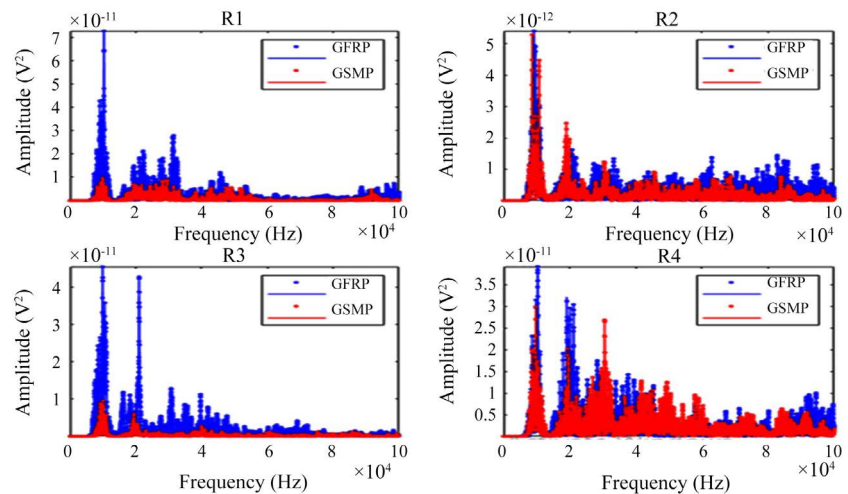 ×10⁻¹¹
R1
7
6
5
4
3
2
1
Amplitude (V²)
GFRP
GSMP
0
2
4
6
8
10
Frequency (Hz)
×10⁴
×10⁻¹²
R2
5
4
3
2
1
Amplitude (V²)
GFRP
GSMP
0
2
4
6
8
10
Frequency (Hz)
×10⁴
×10⁻¹¹
R3
4
3
2
1
Amplitude (V²)
GFRP
GSMP
0
2
4
6
8
10
Frequency (Hz)
×10⁴
×10⁻¹¹
R4
3.5
3
2.5
2
1.5
1
0.5
Amplitude (V²)
GFRP
GSMP
0
2
4
6
8
10
Frequency (Hz)
×10⁴